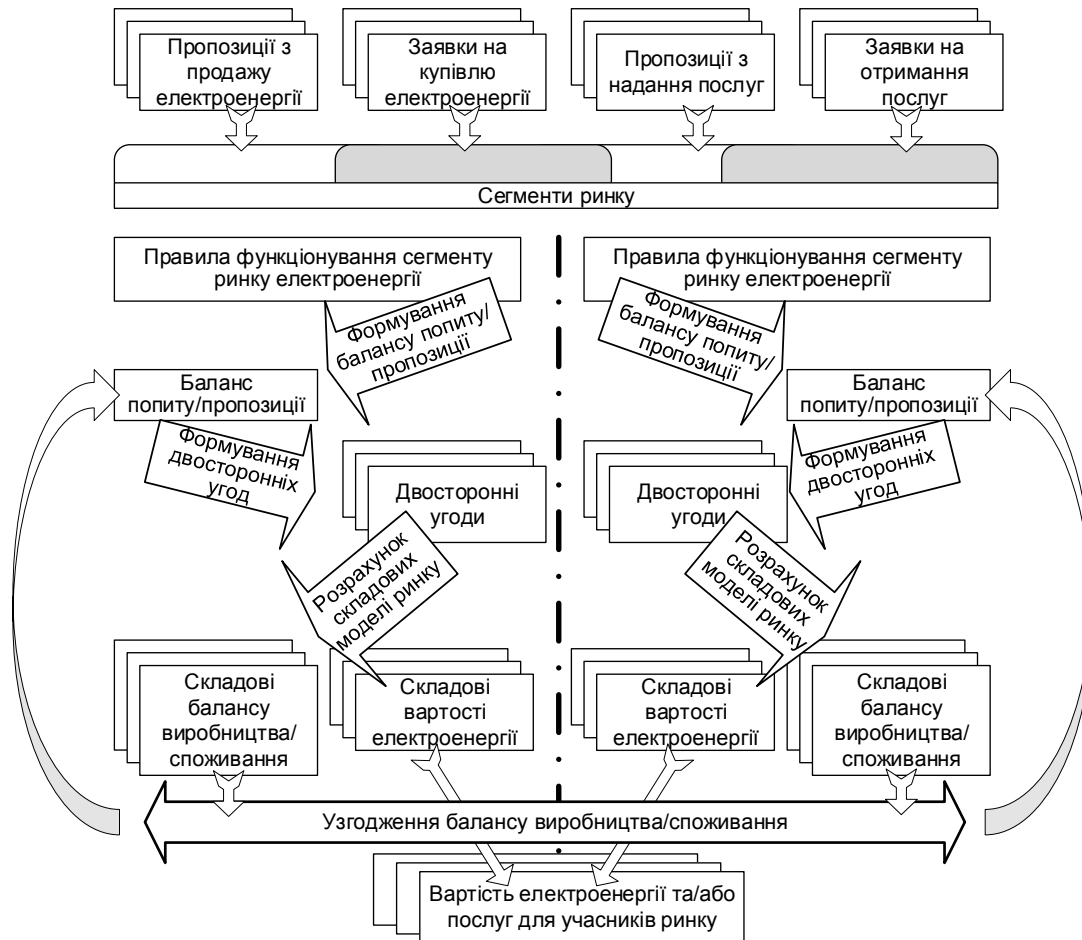 Пропозиції з
продажу
електроенергії
Заявки на
купівлю
електроенергії
Пропозиції з
надання послуг
Заявки на
отримання
послуг
Сегменти ринку
Правила функціонування сегменту
ринку електроенергії
Правила функціонування сегменту
ринку електроенергії
Формування
балансу попиту/
пропозиції
Формування
балансу попиту/
пропозиції
Баланс
попиту/пропозиції
Баланс
попиту/пропозиції
Формування
двосторонніх
угод
Двосторонні
угоди
Двосторонні
угоди
Формування
двосторонніх
угод
Розрахунок
складових
моделі ринку
Розрахунок
складових
моделі ринку
Складові
балансу
виробництва/
споживання
Складові
вартості
електроенергії
Складові
вартості
електроенергії
Складові
балансу
виробництва/
споживання
Узгодження балансу виробництва/споживання
Вартість електроенергії та/або
послуг для учасників ринку